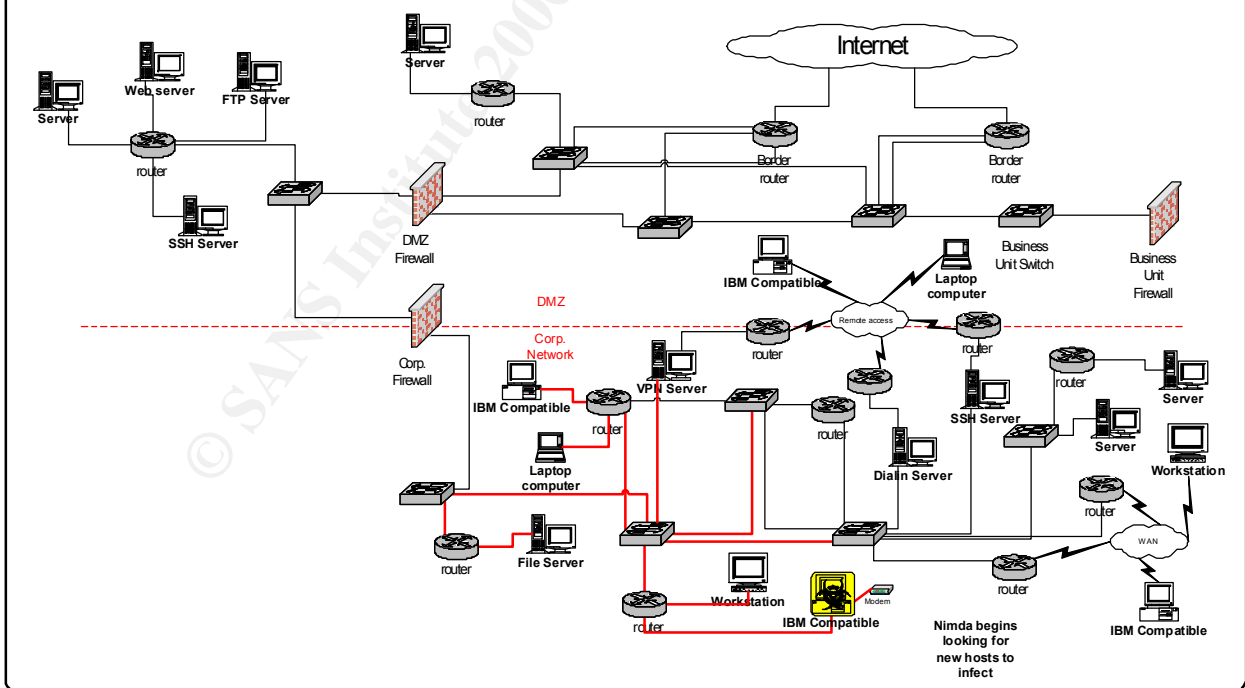 Internet
Server
Web server
FTP Server
Server
router
router
SSH Server
Border
router
Border
router
DMZ
Firewall
Business
Unit Switch
Business
Unit
Firewall
IBM Compatible
Laptop
computer
Remote access
DMZ
Corp.
Network
Corp.
Firewall
router
router
VPN Server
IBM Compatible
router
router
SSH Server
router
Server
Server
Laptop
computer
Dialin Server
Workstation
router
WAN
router
File Server
router
Workstation
IBM Compatible
Modem
router
IBM Compatible
Nimda begins
looking for
new hosts to
infect
© SANS Institute 200